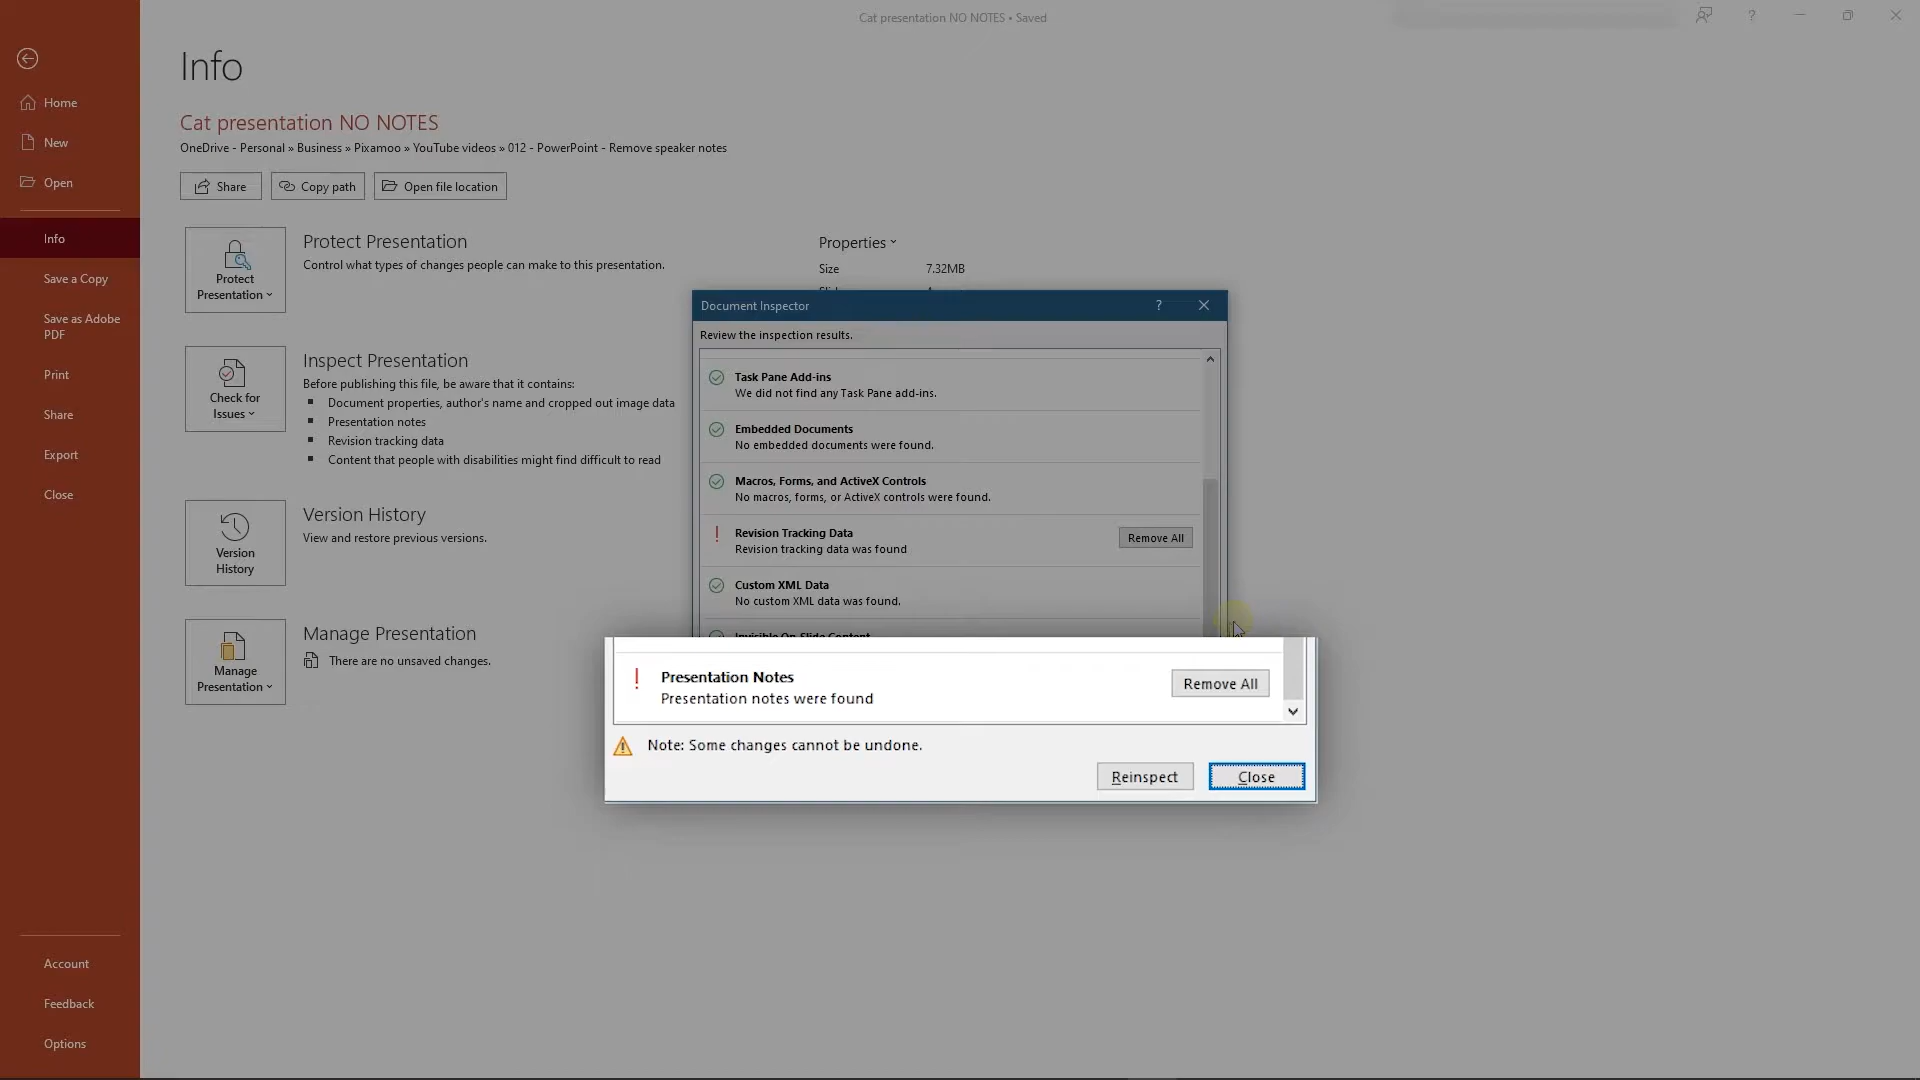 Cat presentation NO NOTES • Saved
?
Info
Home
New
Open
Info
Save a Copy
Save as Adobe
PDF
Print
Share
Export
Close
Account
Feedback
Options
Cat presentation NO NOTES
OneDrive - Personal » Business » Pixamoo » YouTube videos » 012 - PowerPoint - Remove speaker notes
Share
Copy path
Open file location
Protect
Presentation
Protect Presentation
Control what types of changes people can make to this presentation.
Check for
Issues
Inspect Presentation
Before publishing this file, be aware that it contains:
Document properties, author's name and cropped out image data
Presentation notes
Revision tracking data
Content that people with disabilities might find difficult to read
Version
History
Version History
View and restore previous versions.
Manage
Presentation
Manage Presentation
There are no unsaved changes.
Properties
Size 7.32MB
Document Inspector ?
Review the inspection results.
Task Pane Add-ins
We did not find any Task Pane add-ins.
Embedded Documents
No embedded documents were found.
Macros, Forms, and ActiveX Controls
No macros, forms, or ActiveX controls were found.
! Revision Tracking Data
Revision tracking data was found
Remove All
Custom XML Data
No custom XML data was found.
Invisible On-Slide Content
! Presentation Notes
Presentation notes were found
Remove All
Note: Some changes cannot be undone.
Reinspect
Close